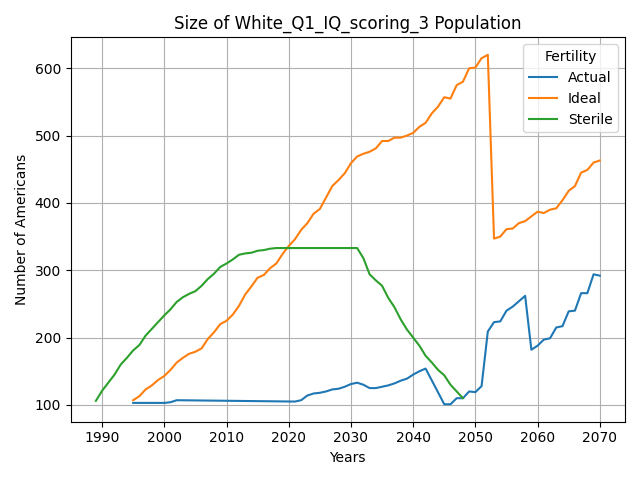 Size of White_Q1_IQ_scoring_3 Population
Fertility
Actual
Ideal
Sterile
Number of Americans
600
500
400
300
200
100
1990 2000 2010 2020 2030 2040 2050 2060 2070
Years